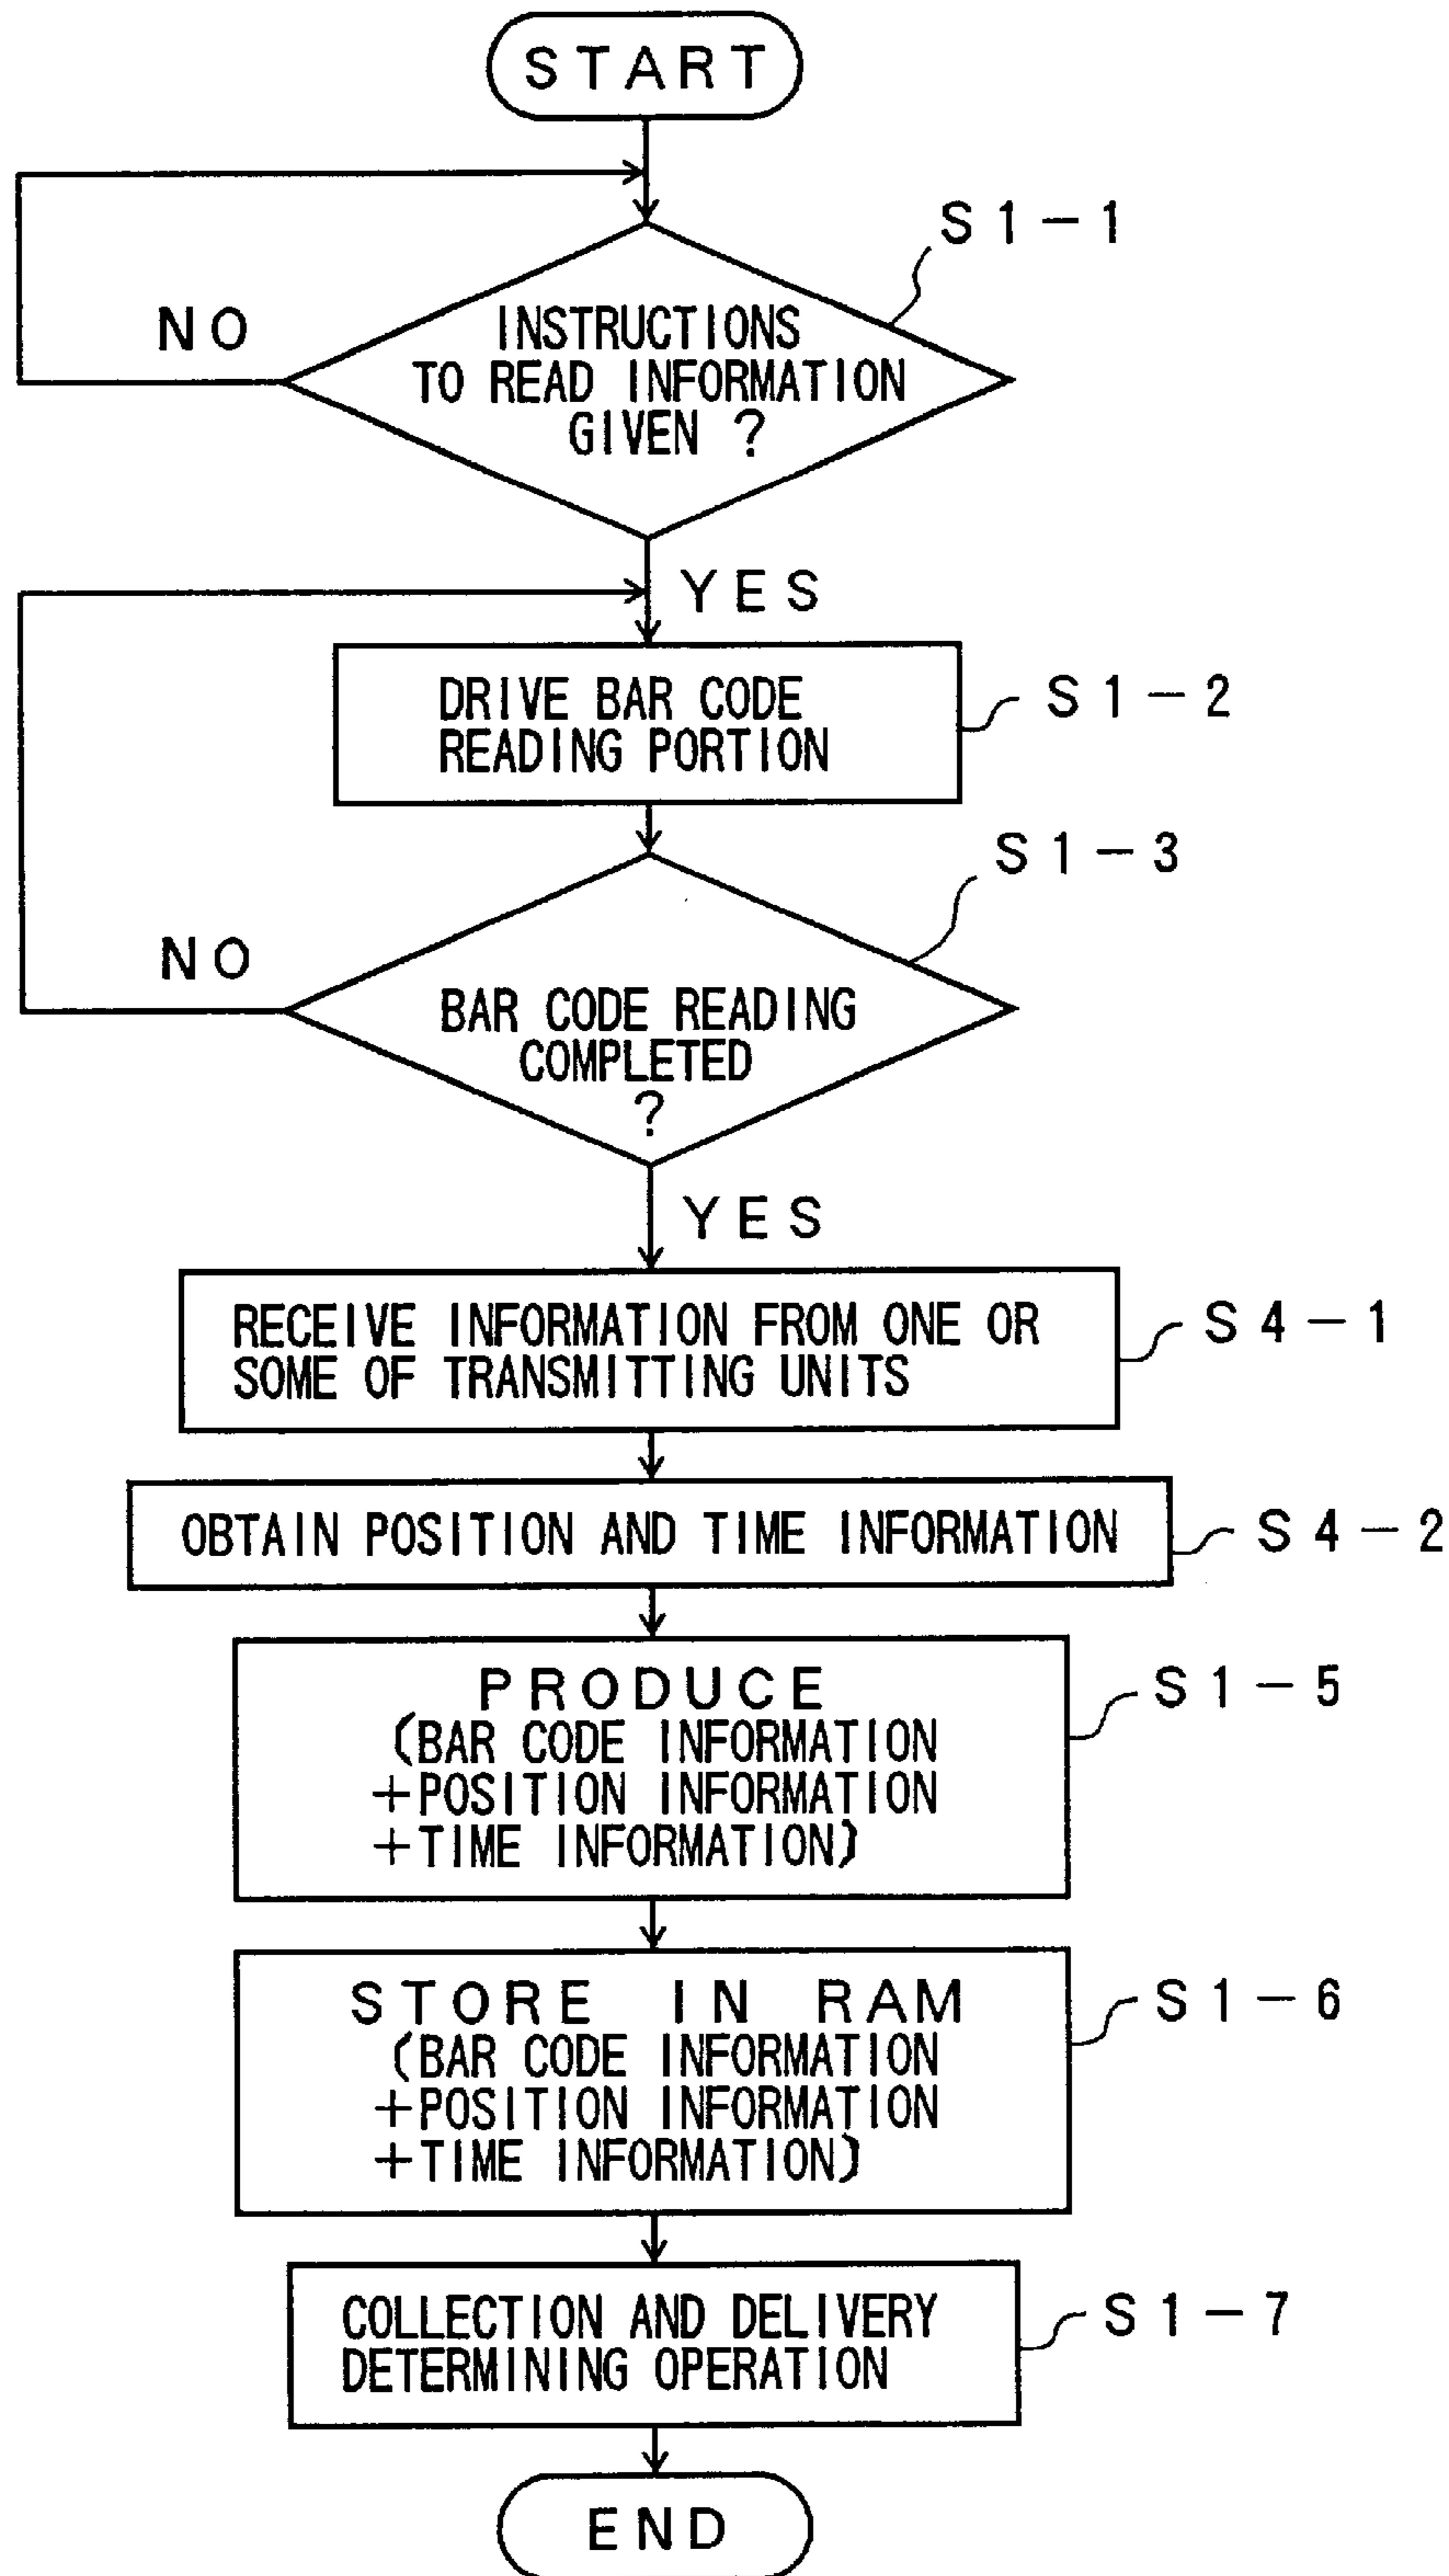 START
S1-1
NO
INSTRUCTIONS
TO READ INFORMATION
GIVEN ?
YES
DRIVE BAR CODE
READING PORTION
S1-2
S1-3
NO
BAR CODE READING
COMPLETED
?
YES
RECEIVE INFORMATION FROM ONE OR
SOME OF TRANSMITTING UNITS
S4-1
OBTAIN POSITION AND TIME INFORMATION
S4-2
PRODUCE
(BAR CODE INFORMATION
+POSITION INFORMATION
+TIME INFORMATION)
S1-5
STORE IN RAM
(BAR CODE INFORMATION
+POSITION INFORMATION
+TIME INFORMATION)
S1-6
COLLECTION AND DELIVERY
DETERMINING OPERATION
S1-7
END